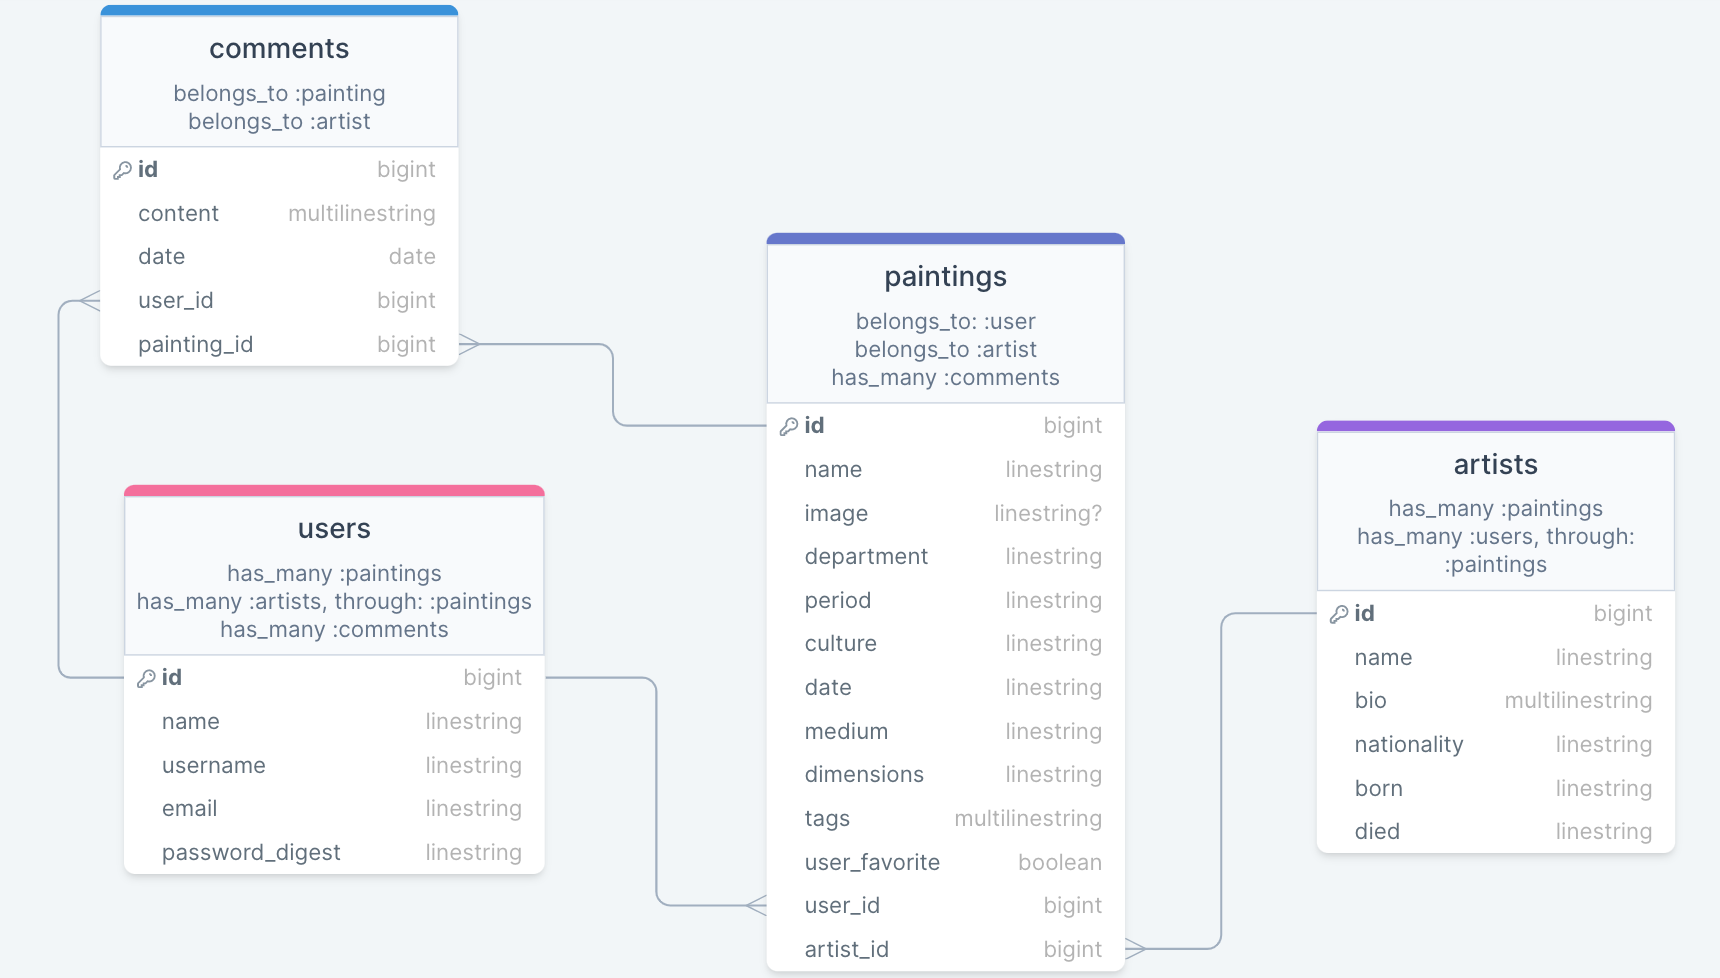 comments
belongs_to :painting
belongs_to :artist
id bigint
content multilinestring
date date
user_id bigint
painting_id bigint
users
has_many :paintings
has_many :artists, through: :paintings
has_many :comments
id bigint
name linestring
username linestring
email linestring
password_digest linestring
paintings
belongs_to: :user
belongs_to :artist
has_many :comments
id bigint
name linestring
image linestring?
department linestring
period linestring
culture linestring
date linestring
medium linestring
dimensions linestring
tags multilinestring
user_favorite boolean
user_id bigint
artist_id bigint
artists
has_many :paintings
has_many :users, through:
:paintings
id bigint
name linestring
bio multilinestring
nationality linestring
born linestring
died linestring